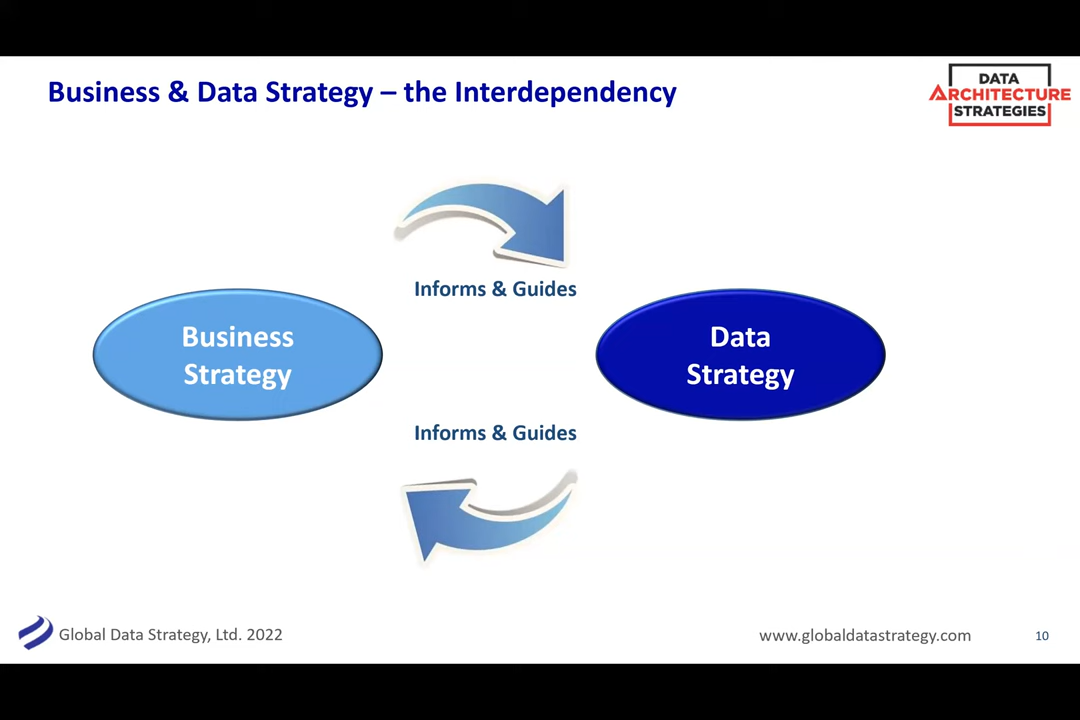 Business & Data Strategy – the Interdependency
DATA
ARCHITECTURE
STRATEGIES
Informs & Guides
Business
Strategy
Data
Strategy
Informs & Guides
Global Data Strategy, Ltd. 2022
www.globaldatastrategy.com
10